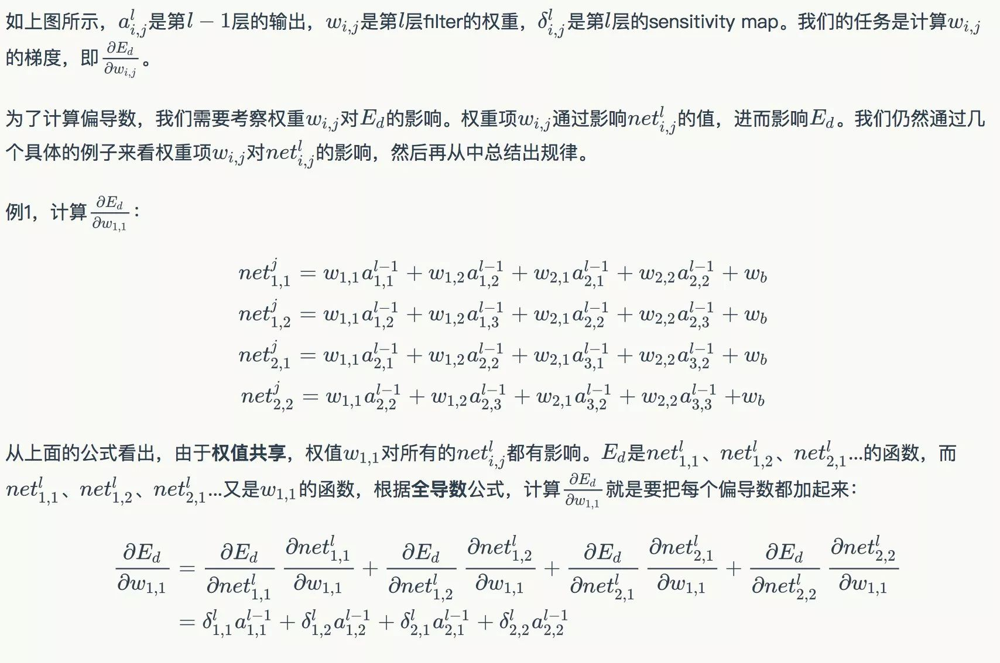 如上图所示，$a^l_{i,j}$是第$l-1$层的输出，$w_{i,j}$是第$l$层filter的权重，$\delta^l_{i,j}$是第$l$层的sensitivity map。我们的任务是计算$w_{i,j}$
的梯度，即$\frac{\partial E_d}{\partial w_{i,j}}$。
为了计算偏导数，我们需要考察权重$w_{i,j}$对$E_d$的影响。权重项$w_{i,j}$通过影响$net^l_{i,j}$的值，进而影响$E_d$。我们仍然通过几
个具体的例子来看权重项$w_{i,j}$对$net^l_{i,j}$的影响，然后再从中总结出规律。
例1，计算$\frac{\partial E_d}{\partial w_{1,1}}$：
$net^j_{1,1} = w_{1,1}a^{l-1}_{1,1} + w_{1,2}a^{l-1}_{1,2} + w_{2,1}a^{l-1}_{2,1} + w_{2,2}a^{l-1}_{2,2} + w_b$
$net^j_{1,2} = w_{1,1}a^{l-1}_{1,2} + w_{1,2}a^{l-1}_{1,3} + w_{2,1}a^{l-1}_{2,2} + w_{2,2}a^{l-1}_{2,3} + w_b$
$net^j_{2,1} = w_{1,1}a^{l-1}_{2,1} + w_{1,2}a^{l-1}_{2,2} + w_{2,1}a^{l-1}_{3,1} + w_{2,2}a^{l-1}_{3,2} + w_b$
$net^j_{2,2} = w_{1,1}a^{l-1}_{2,2} + w_{1,2}a^{l-1}_{2,3} + w_{2,1}a^{l-1}_{3,2} + w_{2,2}a^{l-1}_{3,3} + w_b$
从上面的公式看出，由于权值共享，权值$w_{1,1}$对所有的$net^l_{i,j}$都有影响。$E_d$是$net^l_{1,1}$、$net^l_{1,2}$、$net^l_{2,1}$...的函数，而
$net^l_{1,1}$、$net^l_{1,2}$、$net^l_{2,1}$...又是$w_{1,1}$的函数，根据全导数公式，计算$\frac{\partial E_d}{\partial w_{1,1}}$就是要把每个偏导数都加起来：
$\frac{\partial E_d}{\partial w_{1,1}} = \frac{\partial E_d}{\partial net^l_{1,1}} \frac{\partial net^l_{1,1}}{\partial w_{1,1}} + \frac{\partial E_d}{\partial net^l_{1,2}} \frac{\partial net^l_{1,2}}{\partial w_{1,1}} + \frac{\partial E_d}{\partial net^l_{2,1}} \frac{\partial net^l_{2,1}}{\partial w_{1,1}} + \frac{\partial E_d}{\partial net^l_{2,2}} \frac{\partial net^l_{2,2}}{\partial w_{1,1}}$
$= \delta^l_{1,1}a^{l-1}_{1,1} + \delta^l_{1,2}a^{l-1}_{1,2} + \delta^l_{2,1}a^{l-1}_{2,1} + \delta^l_{2,2}a^{l-1}_{2,2}$